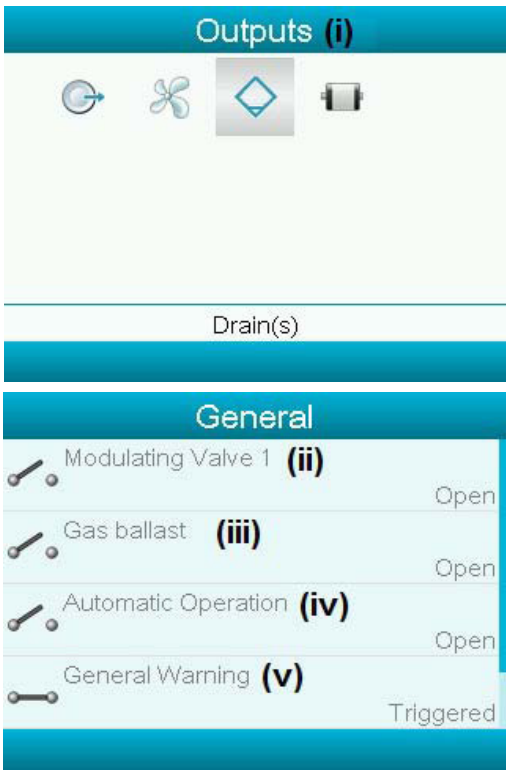 Outputs (i)
Drain(s)
General
Modulating Valve 1 (ii)
Open
Gas ballast (iii)
Open
Automatic Operation (iv)
Open
General Warning (v)
Triggered